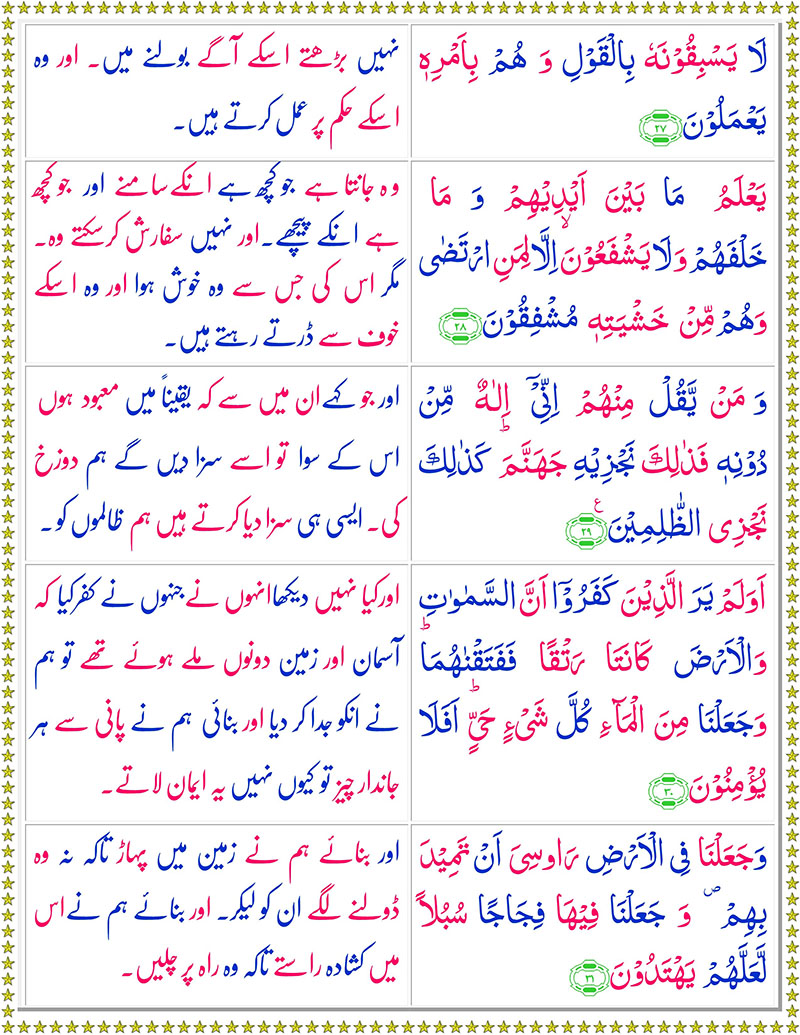 لَا يَسْبِقُوْنَهٗ بِالْقَوْلِ وَ هُمْ بِاَمْرِهٖ
يَعْمَلُوْنَ ۲۷
نہیں بڑھتے اسکے آگے بولنے میں۔ اور وہ
اسکے حکم پر عمل کرتے ہیں۔
يَعْلَمُ مَا بَيْنَ اَيْدِيْهِمْ وَ مَا
خَلْفَهُمْ وَلَا يَشْفَعُوْنَ ۙ اِلَّا لِمَنِ ارْتَضٰى
وَهُمْ مِّنْ خَشْيَتِهٖ مُشْفِقُوْنَ ۲۸
وہ جانتا ہے جو کچھ ہے انکے سامنے اور جو کچھ
ہے انکے پیچھے۔ اور نہیں سفارش کرسکتے وہ۔
مگر اس کی جس سے وہ خوش ہوا اور وہ اسکے
خوف سے ڈرتے رہتے ہیں۔
وَ مَنْ يَّقُلْ مِنْهُمْ اِنِّىْۤ اِلٰهٌ مِّنْ
دُوْنِهٖ فَذٰلِكَ نَجْزِيْهِ جَهَنَّمَ ؕ كَذٰلِكَ
نَجْزِى الظّٰلِمِيْنَ ۲۹ ع
اور جو کہے ان میں سے کہ یقیناً میں معبود ہوں
اس کے سوا تو اسے سزا دیں گے ہم دوزخ
کی۔ ایسی ہی سزا دیا کرتے ہیں ہم ظالموں کو۔
اَوَلَمْ يَرَ الَّذِيْنَ كَفَرُوْۤا اَنَّ السَّمٰوٰتِ
وَالْاَرْضَ كَانَتَا رَتْقًا فَفَتَقْنٰهُمَا ؕ
وَجَعَلْنَا مِنَ الْمَآءِ كُلَّ شَىْءٍ حَىٍّ ؕ اَفَلَا
يُؤْمِنُوْنَ ۳۰
اور کیا نہیں دیکھا انہوں نے جنہوں نے کفر کیا کہ
آسمان اور زمین دونوں ملے ہوئے تھے تو ہم
نے انکو جدا کر دیا اور بنائی ہم نے پانی سے ہر
جاندار چیز تو کیوں نہیں یہ ایمان لاتے۔
وَجَعَلْنَا فِى الْاَرْضِ رَوَاسِىَ اَنْ تَمِيْدَ
بِهِمْ ۪ وَ جَعَلْنَا فِيْهَا فِجَاجًا سُبُلاً
لَّعَلَّهُمْ يَهْتَدُوْنَ ۳۱
اور بنائے ہم نے زمین میں پہاڑ تاکہ نہ وہ
ڈولنے لگے ان کو لیکر۔ اور بنائے ہم نے اس
میں کشادہ راستے تاکہ وہ راہ پر چلیں۔